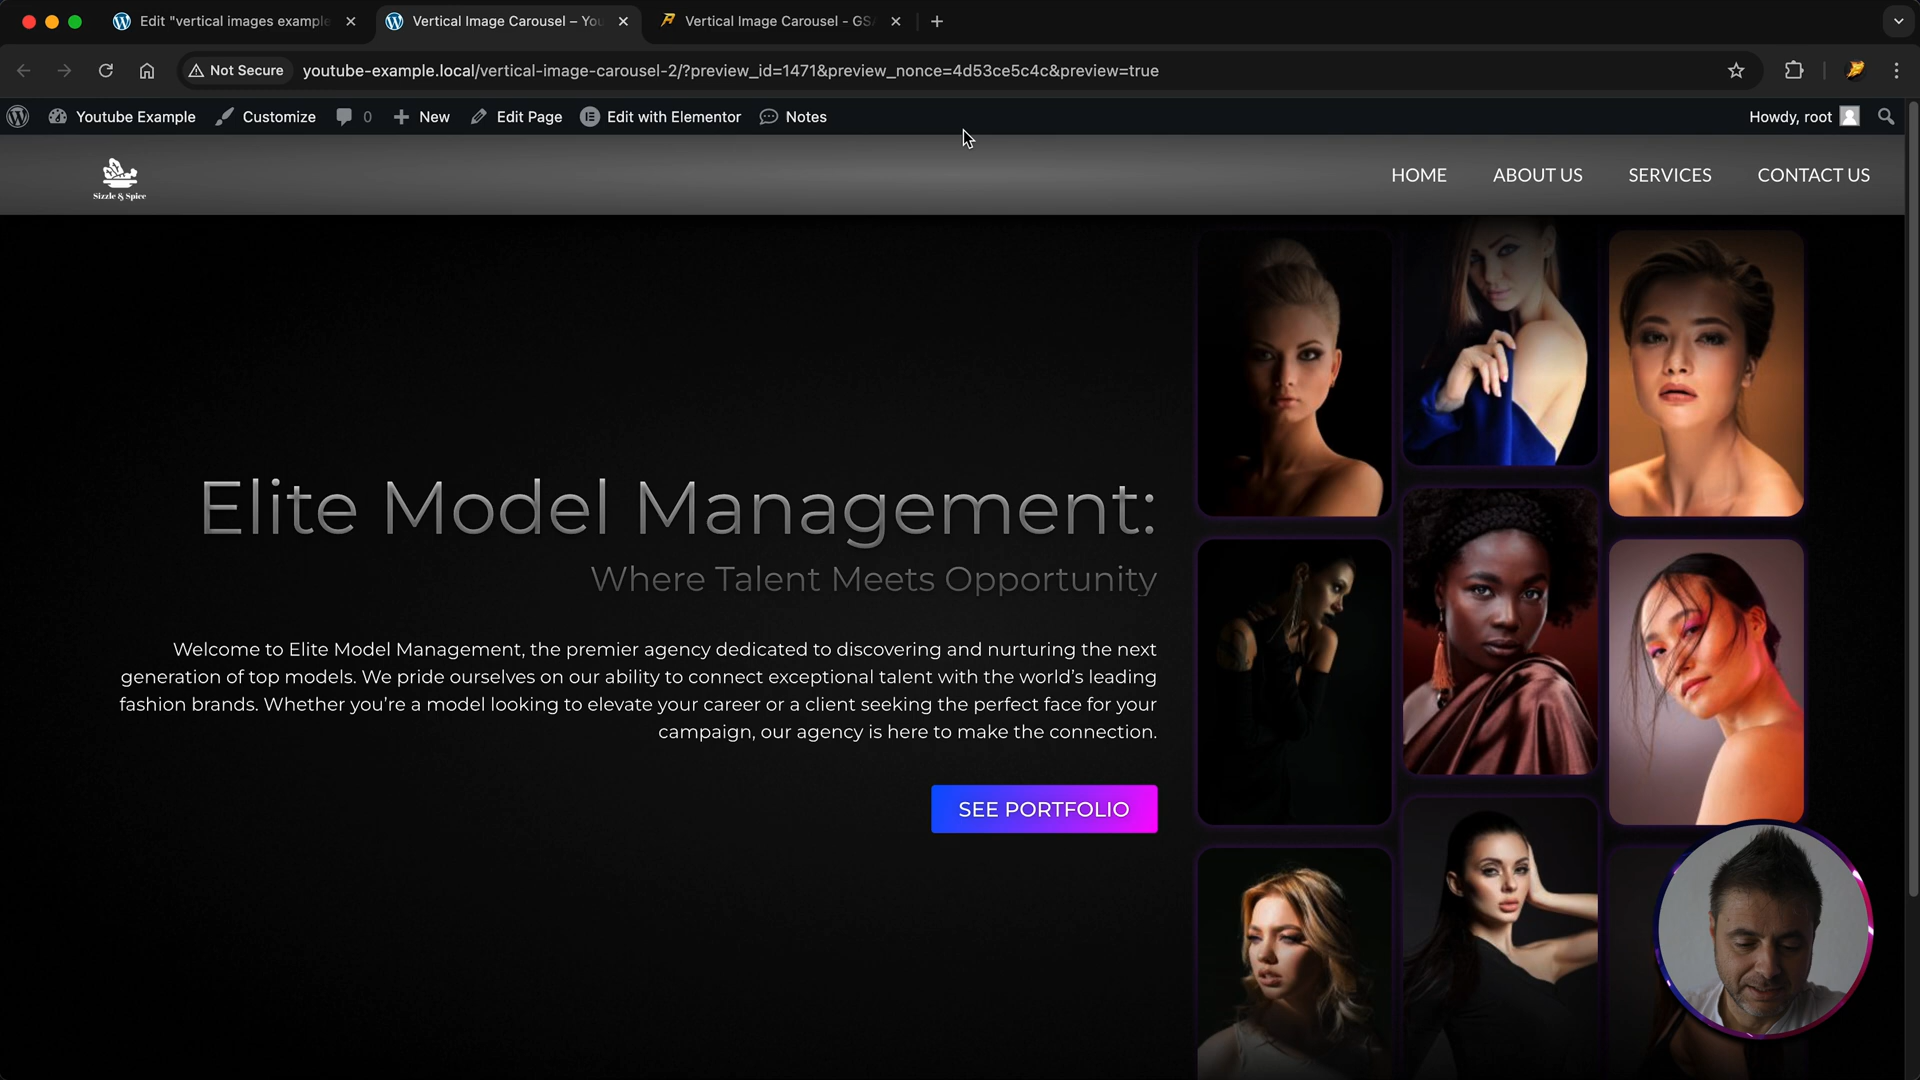 Edit "vertical images example
Vertical Image Carousel – You
Vertical Image Carousel - GSA
Not Secure
youtube-example.local/vertical-image-carousel-2/?preview_id=1471&preview_nonce=4d53ce5c4c&preview=true
Youtube Example
Customize
0
New
Edit Page
Edit with Elementor
Notes
Howdy, root
Sizzle & Spice
HOME
ABOUT US
SERVICES
CONTACT US
Elite Model Management:
Where Talent Meets Opportunity
Welcome to Elite Model Management, the premier agency dedicated to discovering and nurturing the next
generation of top models. We pride ourselves on our ability to connect exceptional talent with the world’s leading
fashion brands. Whether you’re a model looking to elevate your career or a client seeking the perfect face for your
campaign, our agency is here to make the connection.
SEE PORTFOLIO